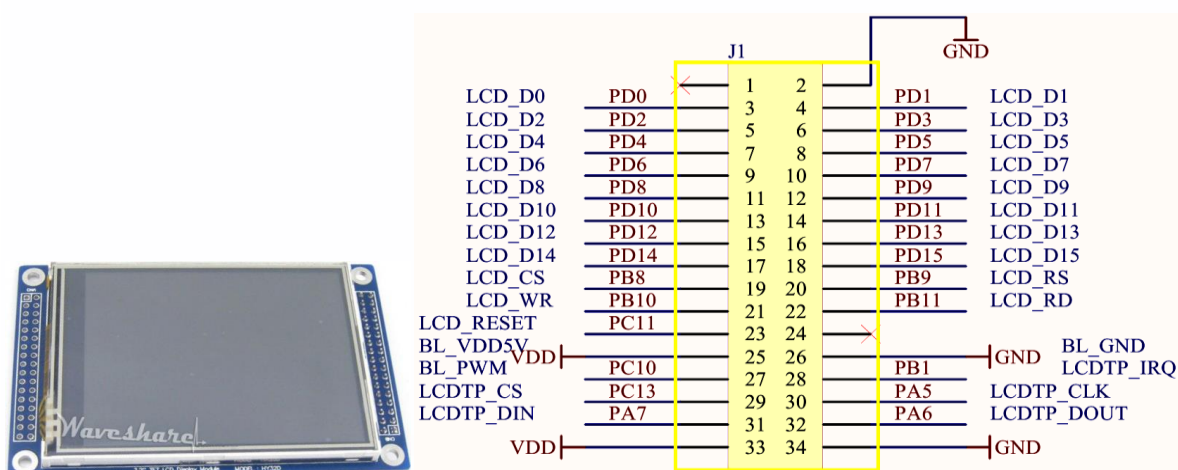 J1
GND
1 2
LCD_D0 PD0 3 4 PD1 LCD_D1
LCD_D2 PD2 5 6 PD3 LCD_D3
LCD_D4 PD4 7 8 PD5 LCD_D5
LCD_D6 PD6 9 10 PD7 LCD_D7
LCD_D8 PD8 11 12 PD9 LCD_D9
LCD_D10 PD10 13 14 PD11 LCD_D11
LCD_D12 PD12 15 16 PD13 LCD_D13
LCD_D14 PD14 17 18 PD15 LCD_D15
LCD_CS PB8 19 20 PB9 LCD_RS
LCD_WR PB10 21 22 PB11 LCD_RD
LCD_RESET PC11 23 24
BL_VDD5V VDD 25 26 GND BL_GND
BL_PWM PC10 27 28 PB1 LCDTP_IRQ
LCDTP_CS PC13 29 30 PA5 LCDTP_CLK
LCDTP_DIN PA7 31 32 PA6 LCDTP_DOUT
VDD 33 34 GND
Waveshare